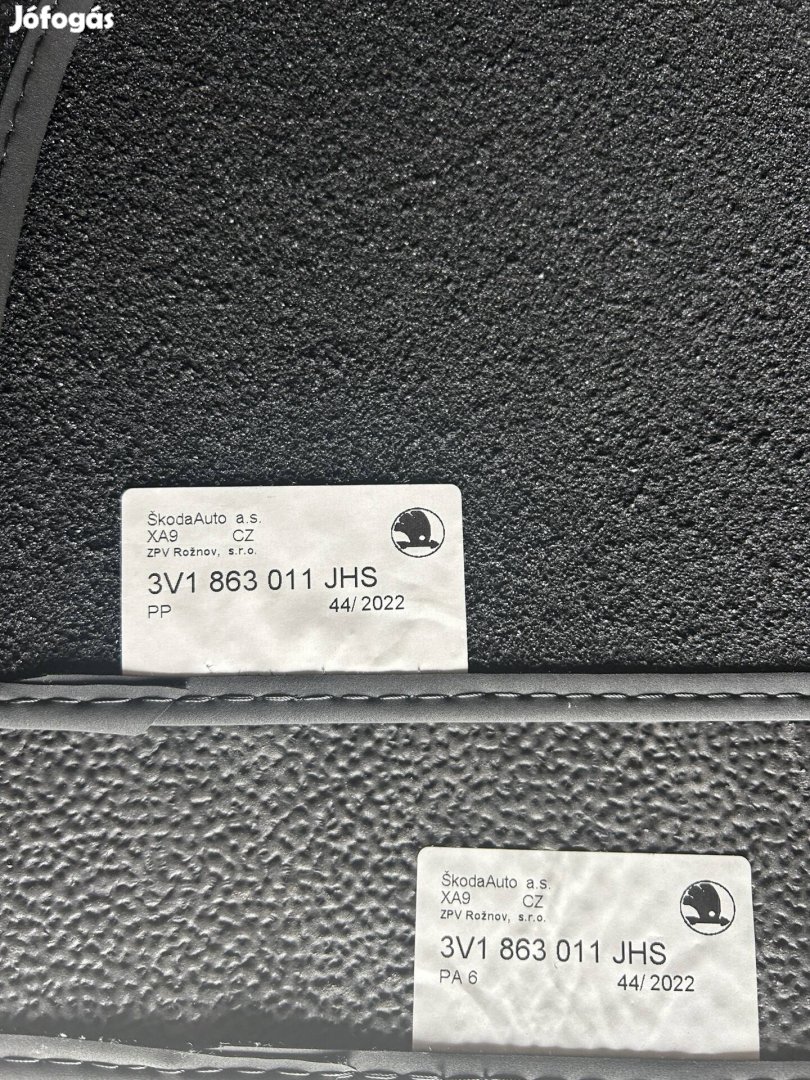 Jófogás
ŠkodaAuto a.s.
XA9 CZ
ZPV Rožnov, s.r.o.
3V1 863 011 JHS
PP 44/2022
ŠkodaAuto a.s.
XA9 CZ
ZPV Rožnov, s.r.o.
3V1 863 011 JHS
PA 6 44/2022